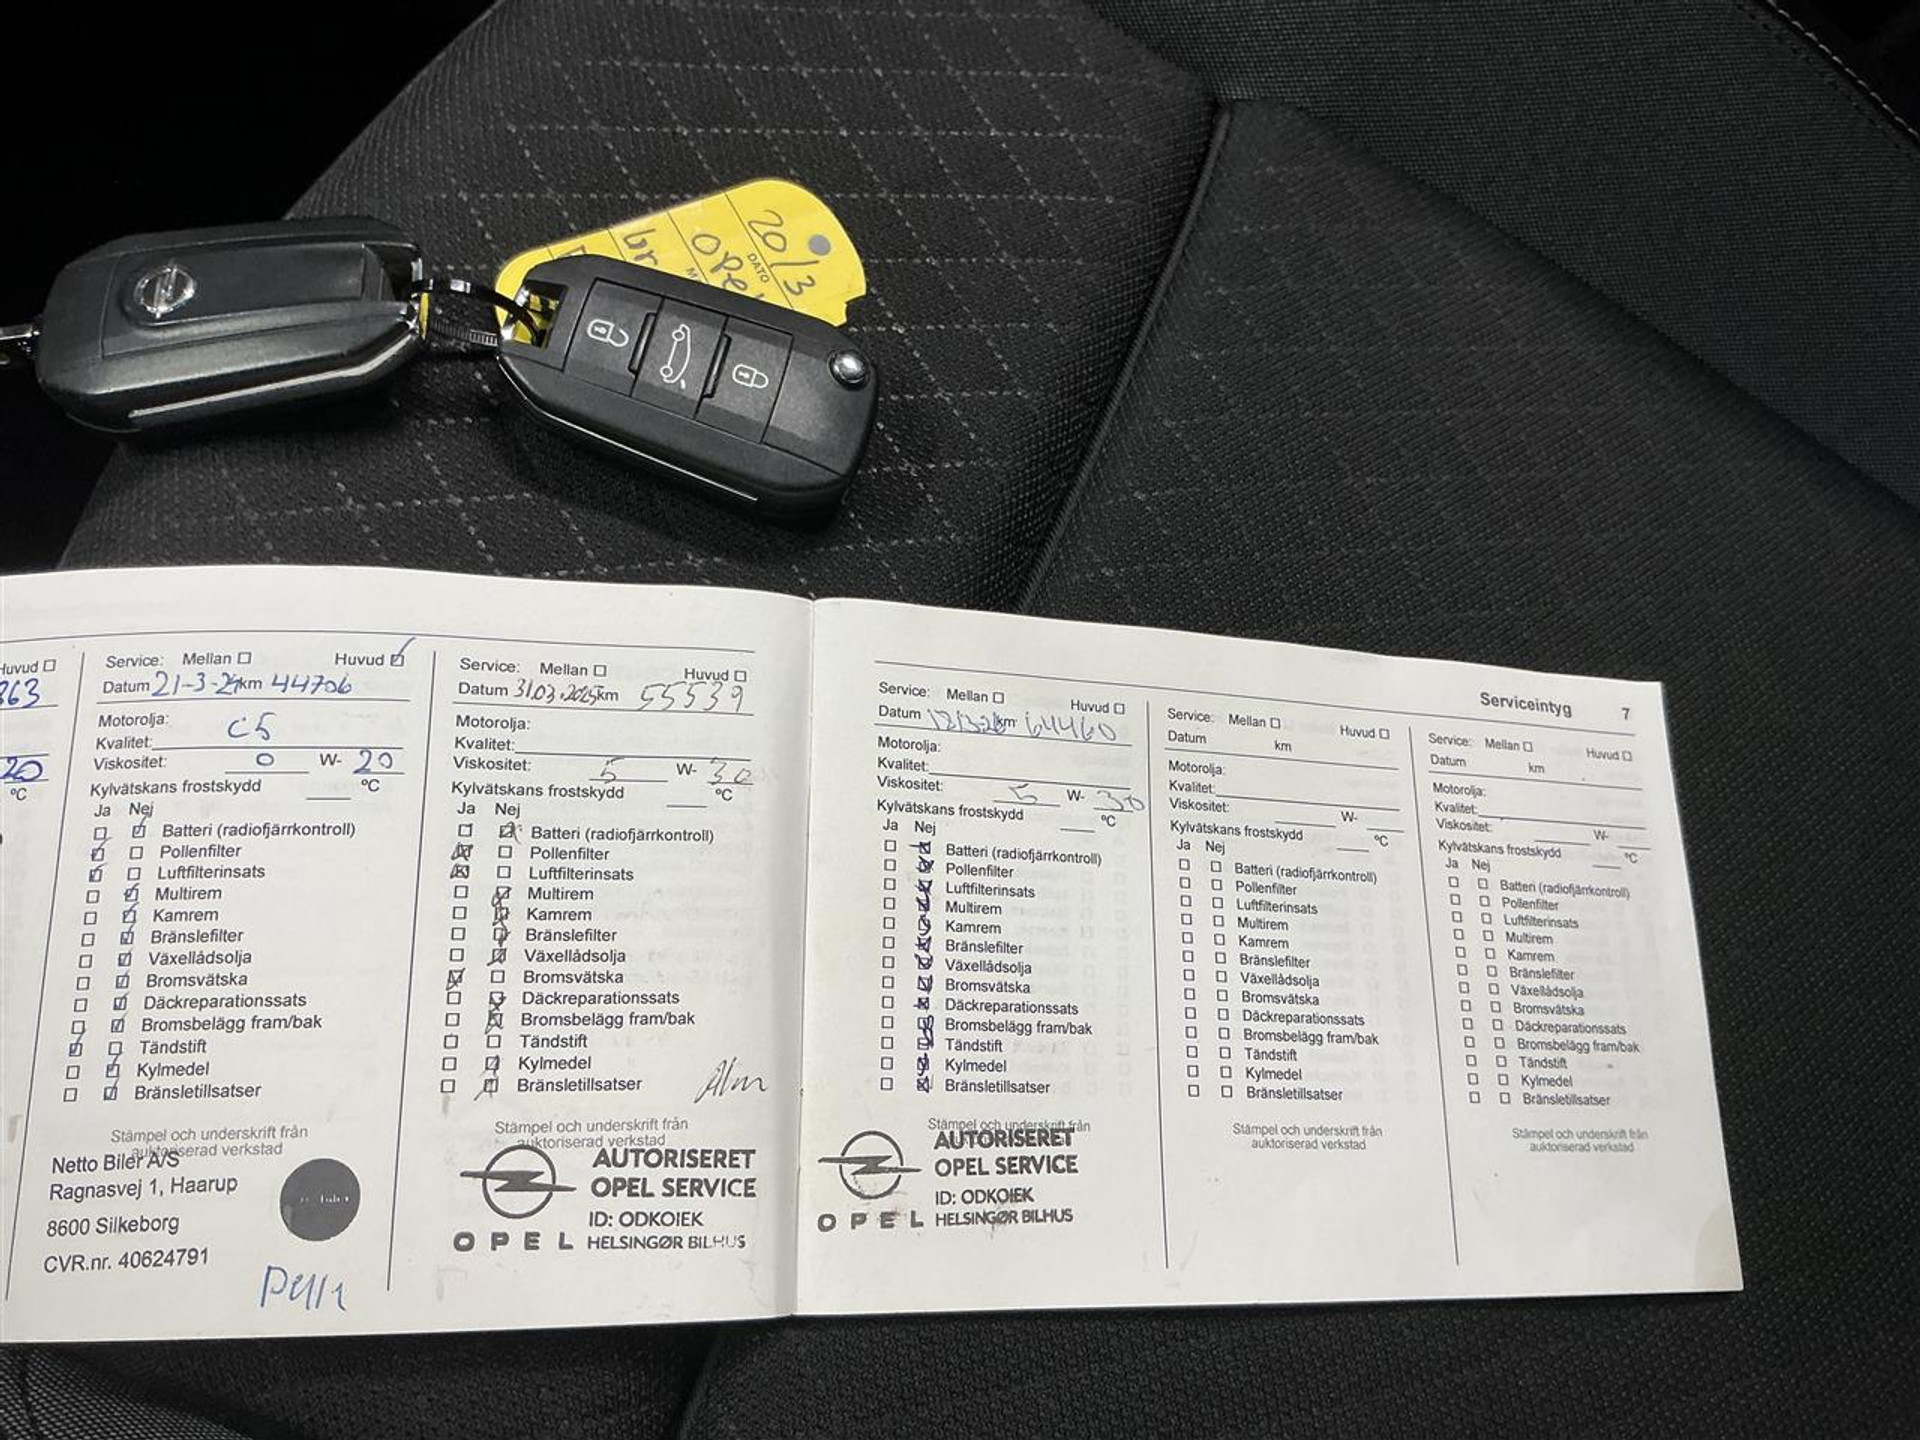 20/3
DATO
Ope
br
Huvud
363
20
°C
Service: Mellan Huvud
Datum 21-3-24 km 44706
Motorolja: C5
Kvalitet:
Viskositet: 0 W- 20
Kylvätskans frostskydd °C
Ja Nej
Batteri (radiofjärrkontroll)
Pollenfilter
Luftfilterinsats
Multirem
Kamrem
Bränslefilter
Växellådsolja
Bromsvätska
Däckreparationssats
Bromsbelägg fram/bak
Tändstift
Kylmedel
Bränsletillsatser
Stämpel och underskrift från
auktoriserad verkstad
Netto Biler A/S
Ragnasvej 1, Haarup
8600 Silkeborg
CVR.nr. 40624791
Service: Mellan Huvud
Datum 31.03.2025 km 55539
Motorolja:
Kvalitet:
Viskositet: 5 W- 30
Kylvätskans frostskydd °C
Ja Nej
Batteri (radiofjärrkontroll)
Pollenfilter
Luftfilterinsats
Multirem
Kamrem
Bränslefilter
Växellådsolja
Bromsvätska
Däckreparationssats
Bromsbelägg fram/bak
Tändstift
Kylmedel
Bränsletillsatser
Stämpel och underskrift från
auktoriserad verkstad
AUTORISERET
OPEL SERVICE
ID: ODKOIEK
OPEL HELSINGØR BILHUS
Serviceintyg 7
Service: Mellan Huvud
Datum km 64460
Motorolja:
Kvalitet:
Viskositet: 5 W- 30
Kylvätskans frostskydd °C
Ja Nej
Batteri (radiofjärrkontroll)
Pollenfilter
Luftfilterinsats
Multirem
Kamrem
Bränslefilter
Växellådsolja
Bromsvätska
Däckreparationssats
Bromsbelägg fram/bak
Tändstift
Kylmedel
Bränsletillsatser
Stämpel och underskrift från
AUTORISERET
OPEL SERVICE
ID: ODKOIEK
OPEL HELSINGØR BILHUS
Service: Mellan Huvud
Datum km
Motorolja:
Kvalitet:
Viskositet: W-
Kylvätskans frostskydd °C
Ja Nej
Batteri (radiofjärrkontroll)
Pollenfilter
Luftfilterinsats
Multirem
Kamrem
Bränslefilter
Växellådsolja
Bromsvätska
Däckreparationssats
Bromsbelägg fram/bak
Tändstift
Kylmedel
Bränsletillsatser
Stämpel och underskrift från
auktoriserad verkstad
Service: Mellan Huvud
Datum km
Motorolja:
Kvalitet:
Viskositet: W-
Kylvätskans frostskydd °C
Ja Nej
Batteri (radiofjärrkontroll)
Pollenfilter
Luftfilterinsats
Multirem
Kamrem
Bränslefilter
Växellådsolja
Bromsvätska
Däckreparationssats
Bromsbelägg fram/bak
Tändstift
Kylmedel
Bränsletillsatser
Stämpel och underskrift från
auktoriserad verkstad